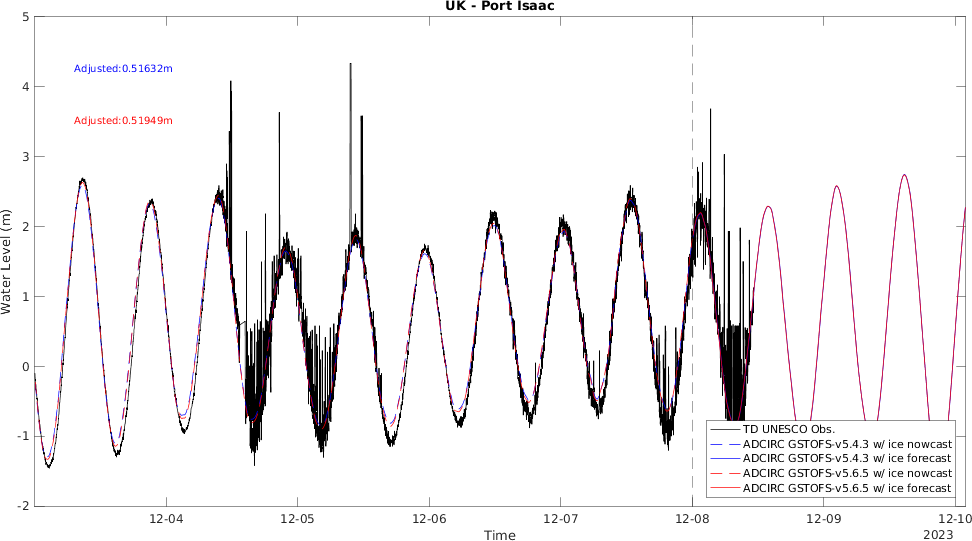 UK - Port Isaac
5
4
3
2
1
0
-1
-2
Water Level (m)
Adjusted:0.51632m
Adjusted:0.51949m
TD UNESCO Obs.
ADCIRC GSTOFS-v5.4.3 w/ ice nowcast
ADCIRC GSTOFS-v5.4.3 w/ ice forecast
ADCIRC GSTOFS-v5.6.5 w/ ice nowcast
ADCIRC GSTOFS-v5.6.5 w/ ice forecast
12-04 12-05 12-06 12-07 12-08 12-09 12-10
2023
Time